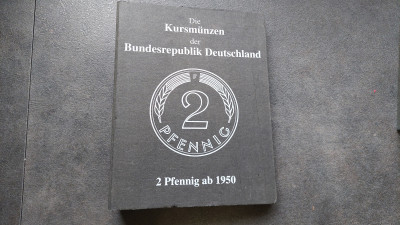 Die
Kursmünzen
der
Bundesrepublik Deutschland
F
2
PFENNIG
2 Pfennig ab 1950